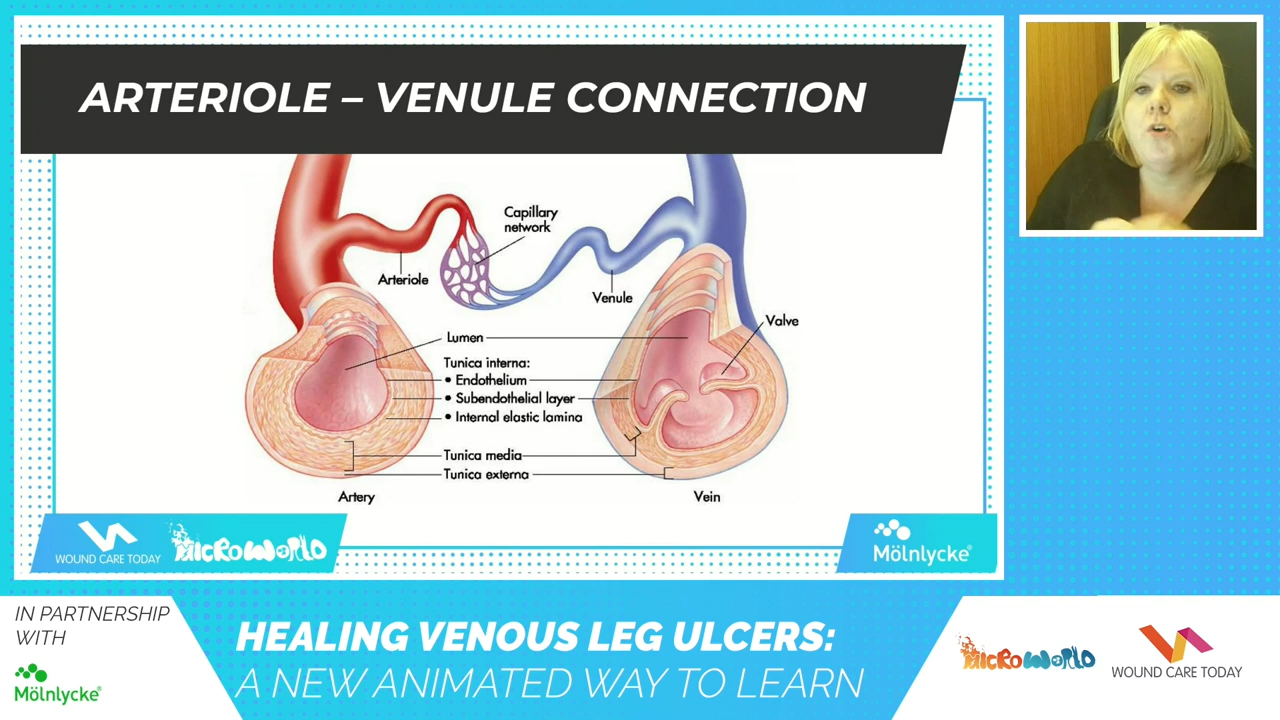 ARTERIOLE – VENULE CONNECTION
Capillary
network
Arteriole
Venule
Valve
Lumen
Tunica interna:
• Endothelium
• Subendothelial layer
• Internal elastic lamina
Tunica media
Tunica externa
Artery
Vein
WOUND CARE TODAY
MICROWORLD
Mölnlycke®
IN PARTNERSHIP
WITH
Mölnlycke®
HEALING VENOUS LEG ULCERS:
A NEW ANIMATED WAY TO LEARN
MICROWORLD
WOUND CARE TODAY